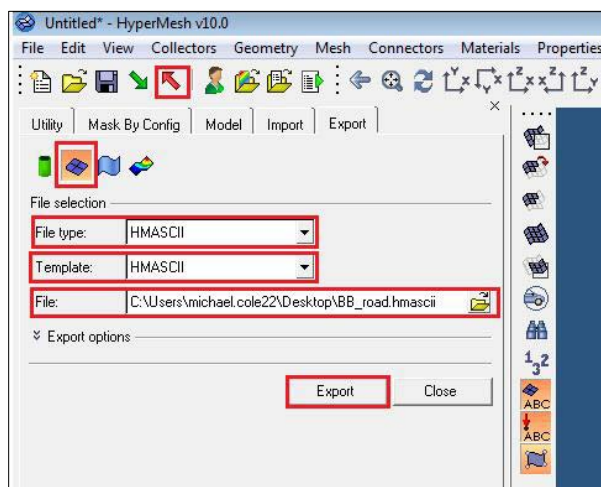 Untitled* - HyperMesh v10.0
File Edit View Collectors Geometry Mesh Connectors Materials Properties
Utility Mask By Config Model Import Export
File selection
File type: HMASCII
Template: HMASCII
File: C:\Users\michael.cole22\Desktop\BB_road.hmascii
Export options
Export Close
123
ABC
ABC